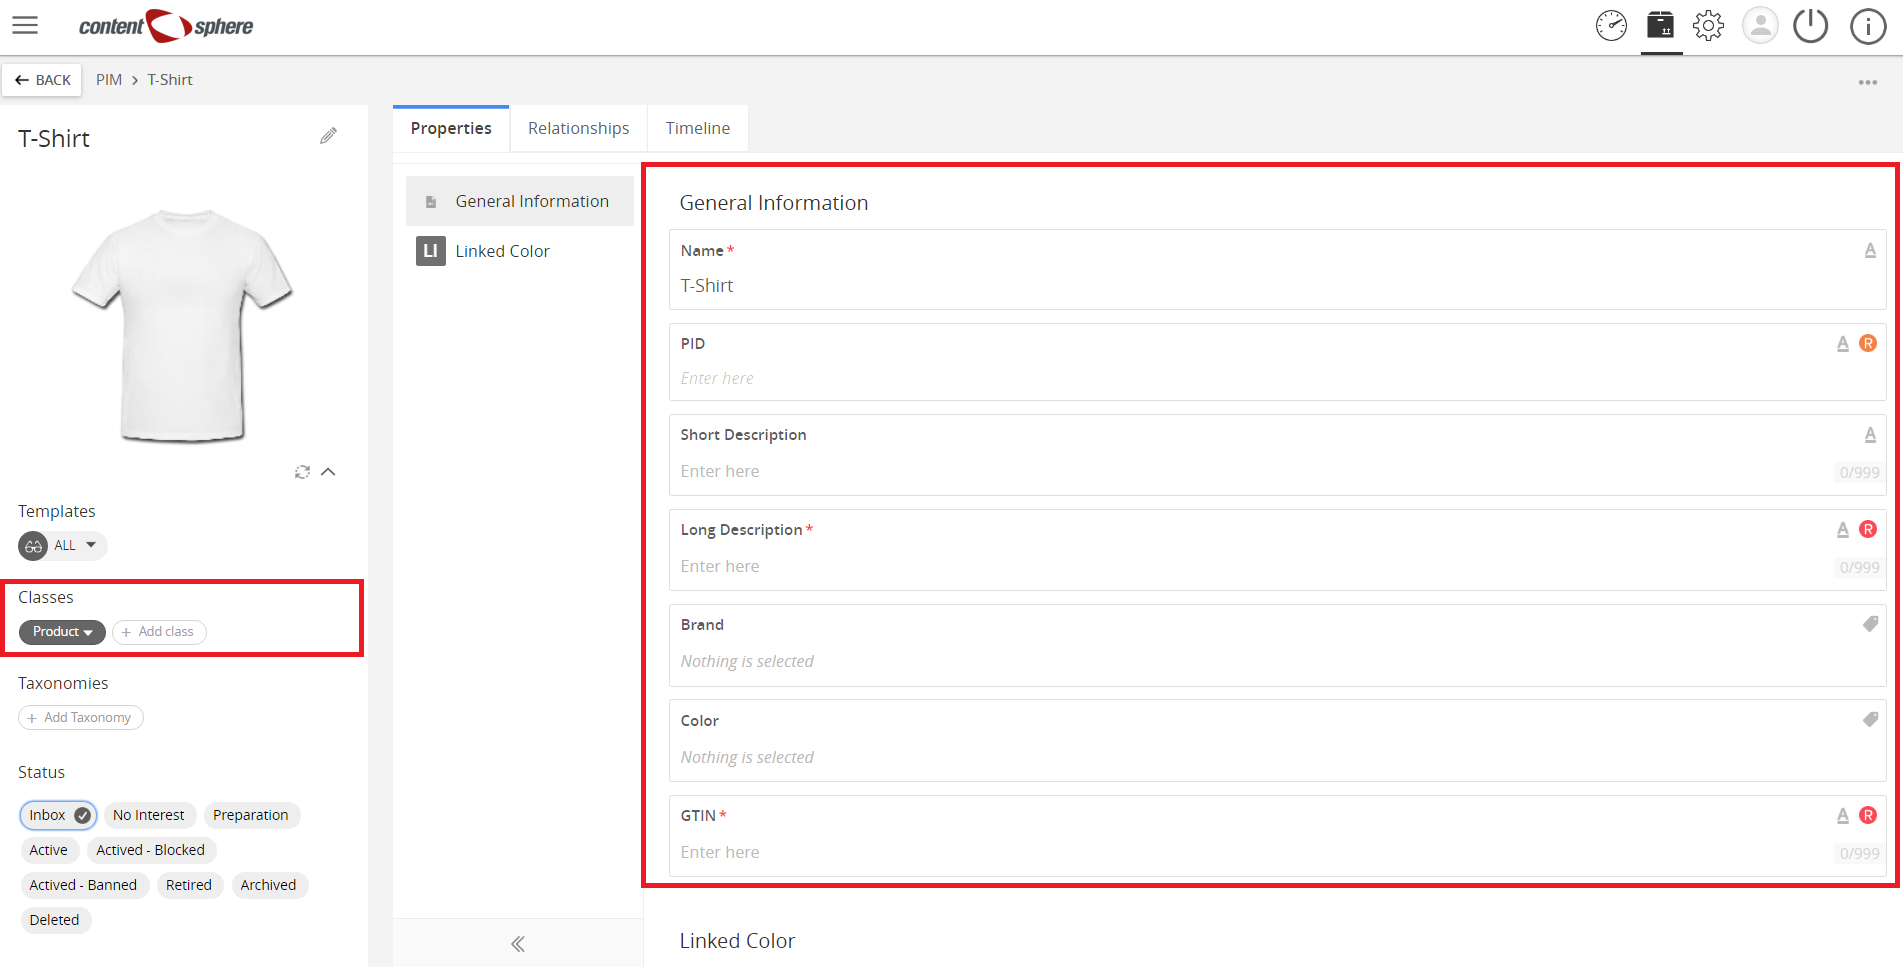 content sphere
BACK PIM > T-Shirt
T-Shirt
Templates
ALL
Classes
Product + Add class
Taxonomies
+ Add Taxonomy
Status
Inbox No Interest Preparation
Active Actived - Blocked
Actived - Banned Retired Archived
Deleted
Properties Relationships Timeline
General Information
LI Linked Color
General Information
Name * A
T-Shirt
PID A R
Enter here
Short Description A
Enter here 0/999
Long Description * A R
Enter here 0/999
Brand
Nothing is selected
Color
Nothing is selected
GTIN * A R
Enter here 0/999
Linked Color